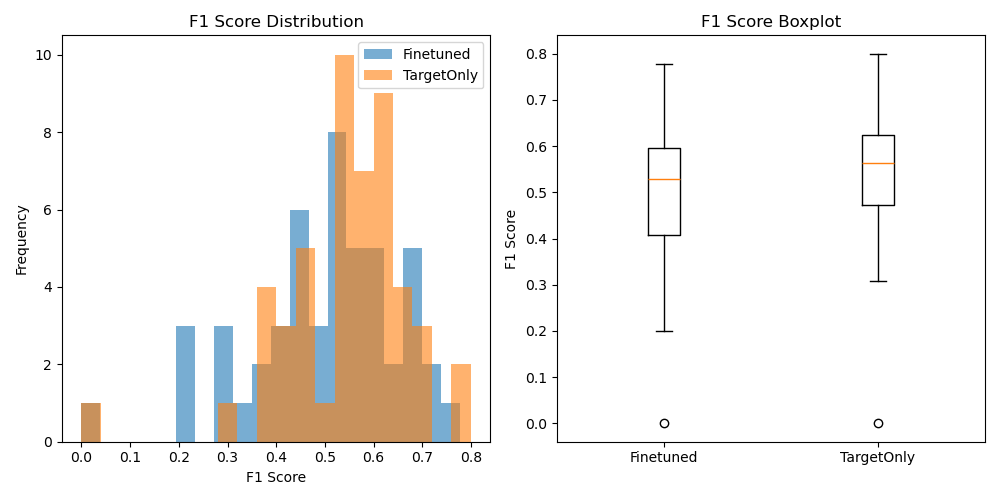 F1 Score Distribution
Finetuned
TargetOnly
10
8
6
4
2
0
Frequency
0.0 0.1 0.2 0.3 0.4 0.5 0.6 0.7 0.8
F1 Score
F1 Score Boxplot
0.8
0.7
0.6
0.5
0.4
0.3
0.2
0.1
0.0
F1 Score
Finetuned TargetOnly